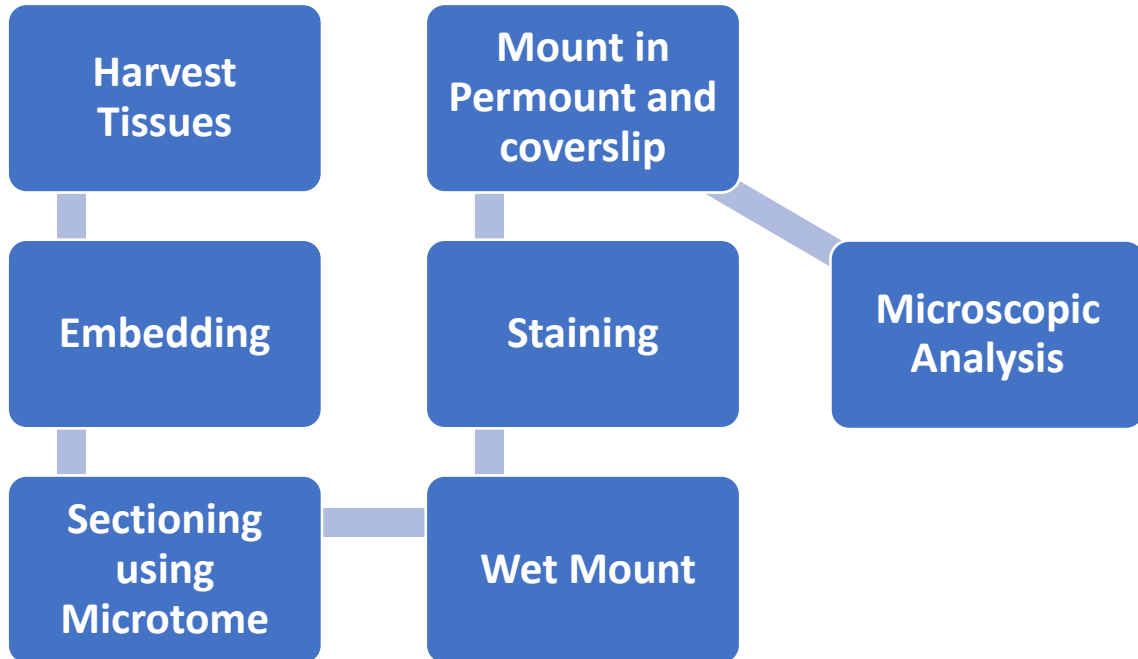 Harvest
Tissues
Embedding
Sectioning
using
Microtome
Wet Mount
Staining
Mount in
Permount and
coverslip
Microscopic
Analysis